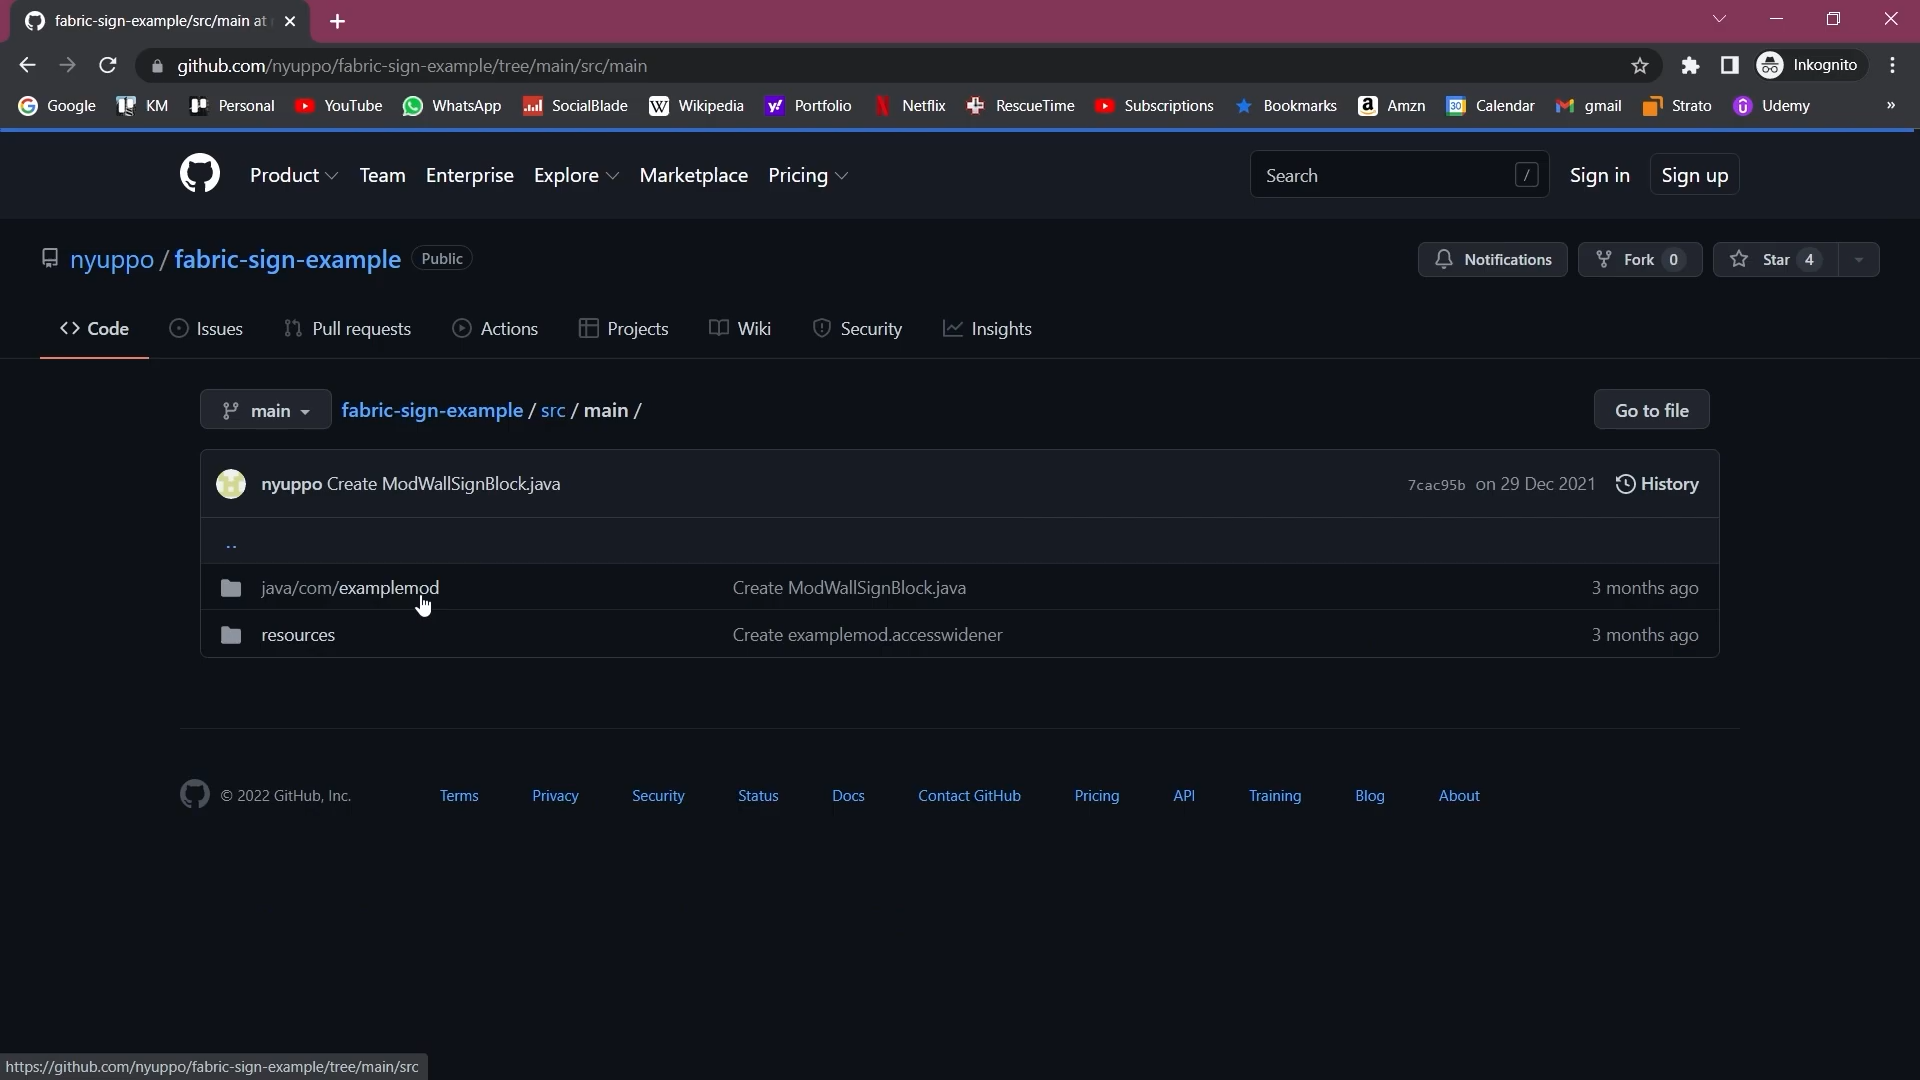 fabric-sign-example/src/main at
github.com/nyuppo/fabric-sign-example/tree/main/src/main
Inkognito
Google KM Personal YouTube WhatsApp SocialBlade Wikipedia Portfolio Netflix RescueTime Subscriptions Bookmarks Amzn Calendar gmail Strato Udemy »
Product Team Enterprise Explore Marketplace Pricing Search / Sign in Sign up
nyuppo / fabric-sign-example Public Notifications Fork 0 Star 4
Code Issues Pull requests Actions Projects Wiki Security Insights
main fabric-sign-example / src / main / Go to file
nyuppo Create ModWallSignBlock.java 7cac95b on 29 Dec 2021 History
..
java/com/examplemod Create ModWallSignBlock.java 3 months ago
resources Create examplemod.accesswidener 3 months ago
© 2022 GitHub, Inc. Terms Privacy Security Status Docs Contact GitHub Pricing API Training Blog About
https://github.com/nyuppo/fabric-sign-example/tree/main/src